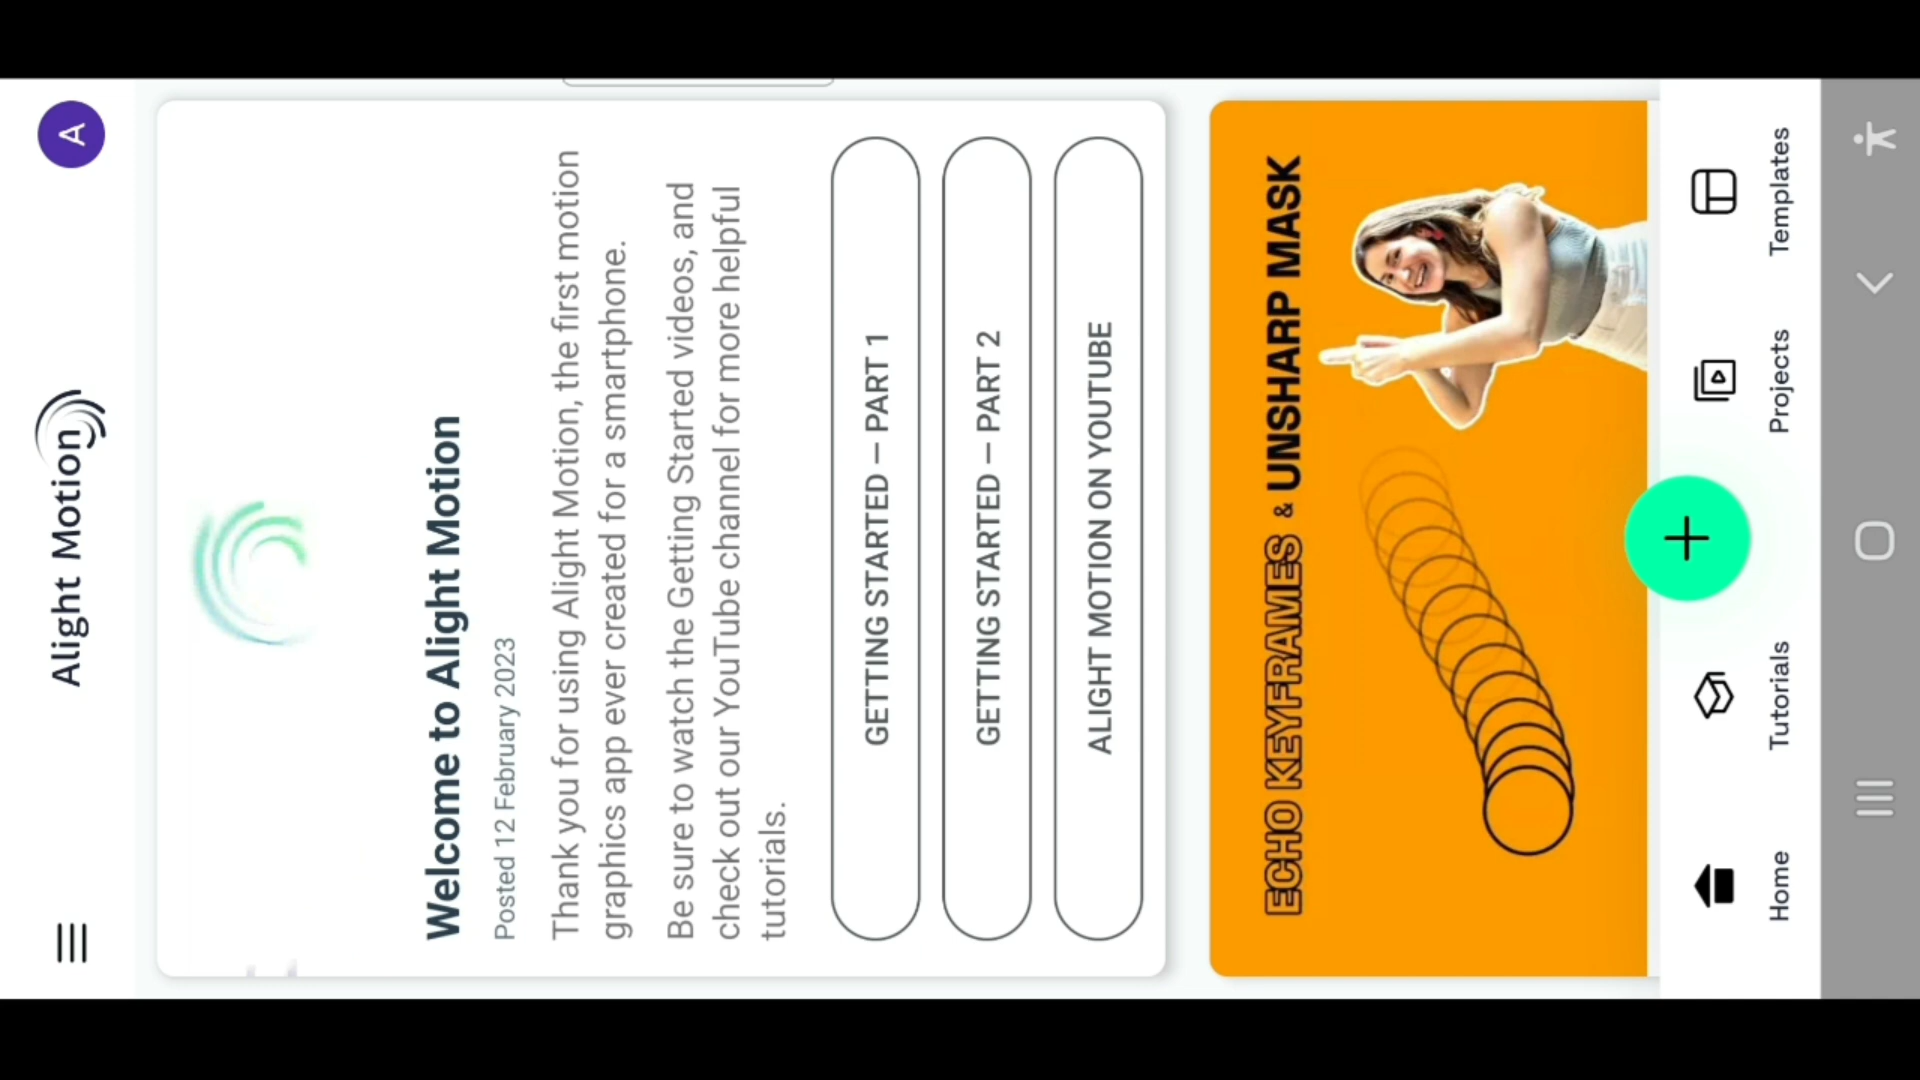 Alight Motion
A
Welcome to Alight Motion
Posted 12 February 2023
Thank you for using Alight Motion, the first motion
graphics app ever created for a smartphone.
Be sure to watch the Getting Started videos, and
check out our YouTube channel for more helpful
tutorials.
GETTING STARTED – PART 1
GETTING STARTED – PART 2
ALIGHT MOTION ON YOUTUBE
ECHO KEYFRAMES & UNSHARP MASK
Home
Tutorials
Projects
Templates